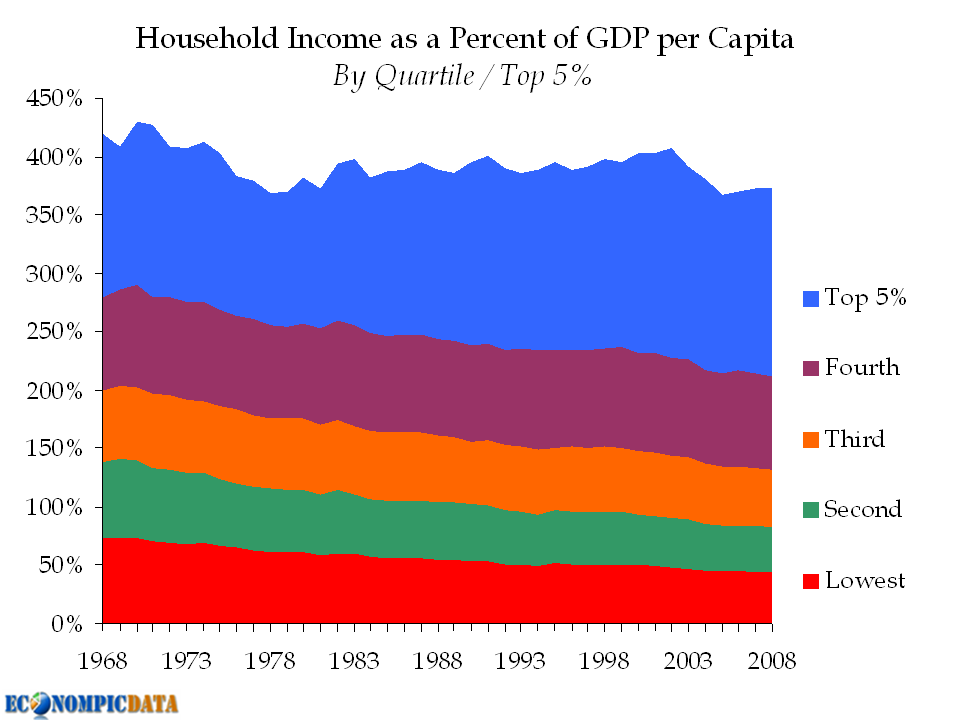 Household Income as a Percent of GDP per Capita
By Quartile / Top 5%
450%
400%
350%
300%
250%
200%
150%
100%
50%
0%
1968 1973 1978 1983 1988 1993 1998 2003 2008
Top 5%
Fourth
Third
Second
Lowest
ECONOMPICDATA